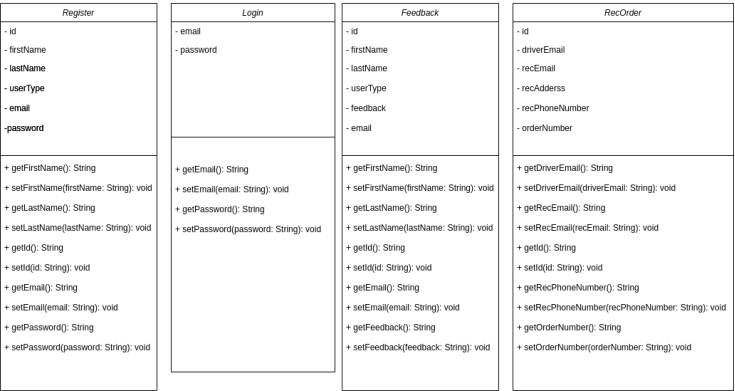 Register
- id
- firstName
- lastName
- userType
- email
-password
+ getFirstName(): String
+ setFirstName(firstName: String): void
+ getLastName(): String
+ setLastName(lastName: String): void
+ getId(): String
+ setId(id: String): void
+ getEmail(): String
+ setEmail(email: String): void
+ getPassword(): String
+ setPassword(password: String): void
Login
- email
- password
+ getEmail(): String
+ setEmail(email: String): void
+ getPassword(): String
+ setPassword(password: String): void
Feedback
- id
- firstName
- lastName
- userType
- feedback
- email
+ getFirstName(): String
+ setFirstName(firstName: String): void
+ getLastName(): String
+ setLastName(lastName: String): void
+ getId(): String
+ setId(id: String): void
+ getEmail(): String
+ setEmail(email: String): void
+ getFeedback(): String
+ setFeedback(feedback: String): void
RecOrder
- id
- driverEmail
- recEmail
- recAdderss
- recPhoneNumber
- orderNumber
+ getDriverEmail(): String
+ setDriverEmail(driverEmail: String): void
+ getRecEmail(): String
+ setRecEmail(recEmail: String): void
+ getId(): String
+ setId(id: String): void
+ getRecPhoneNumber(): String
+ setRecPhoneNumber(recPhoneNumber: String): void
+ getOrderNumber(): String
+ setOrderNumber(orderNumber: String): void